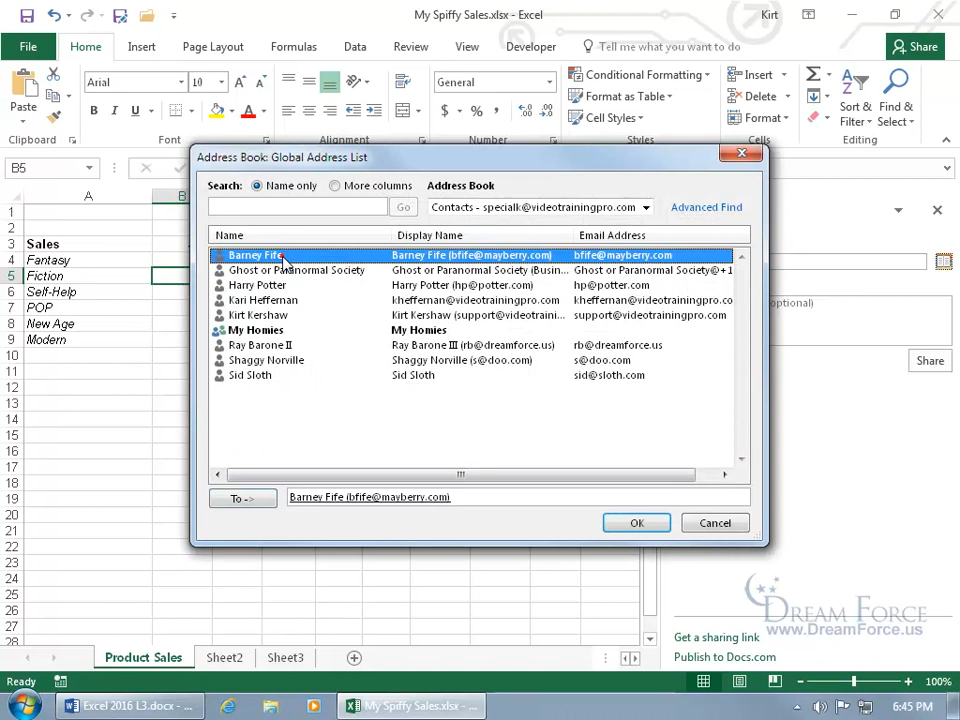 My Spiffy Sales.xlsx - Excel
Kirt
File
Home
Insert
Page Layout
Formulas
Data
Review
View
Developer
Tell me what you want to do
Share
Paste
Clipboard
Arial
10
B I U
Font
Alignment
General
$ % ,
Number
Conditional Formatting
Format as Table
Cell Styles
Styles
Insert
Delete
Format
Cells
Sort & Filter
Find & Select
Editing
B5
Address Book: Global Address List
Search:
Name only
More columns
Address Book
Go
Contacts - specialk@videotrainingpro.com
Advanced Find
Name Display Name Email Address
Barney Fife Barney Fife (bfife@mayberry.com) bfife@mayberry.com
Ghost or Paranormal Society Ghost or Paranormal Society (Busin... Ghost or Paranormal Society@+1
Harry Potter Harry Potter (hp@potter.com) hp@potter.com
Kari Heffernan kheffernan@videotrainingpro.com kheffernan@videotrainingpro.com
Kirt Kershaw Kirt Kershaw (support@videotraini... support@videotrainingpro.com
My Homies My Homies
Ray Barone II Ray Barone III (rb@dreamforce.us) rb@dreamforce.us
Shaggy Norville Shaggy Norville (s@doo.com) s@doo.com
Sid Sloth Sid Sloth sid@sloth.com
To ->
Barney Fife (bfife@mayberry.com)
OK
Cancel
A B
1
2
3 Sales
4 Fantasy
5 Fiction
6 Self-Help
7 POP
8 New Age
9 Modern
10
11
12
13
14
15
16
17
18
19
20
21
22
23
24
25
26
27
28
optional)
Share
DREAM FORCE
www.DreamForce.us
Get a sharing link
Publish to Docs.com
Product Sales
Sheet2
Sheet3
Ready
100%
Excel 2016 L3.docx - ...
My Spiffy Sales.xlsx - ...
6:45 PM